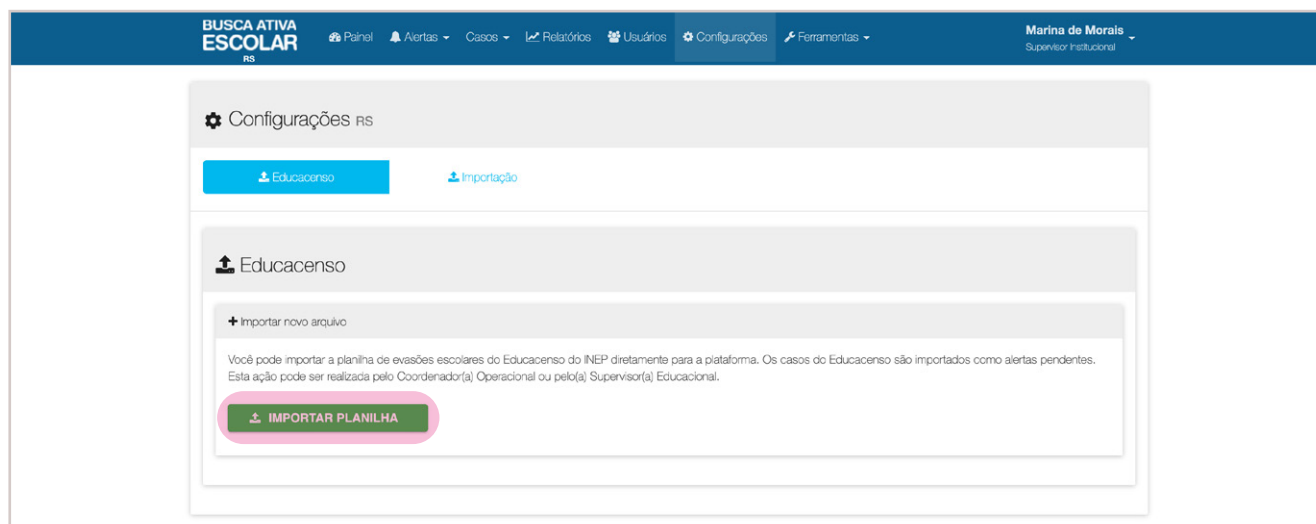 BUSCA ATIVA
ESCOLAR
RS
Painel Alertas Casos Relatórios Usuários Configurações Ferramentas
Marina de Morais
Supervisor Institucional
Configurações RS
Educacenso Importação
Educacenso
Importar novo arquivo
Você pode importar a planilha de evasões escolares do Educacenso do INEP diretamente para a plataforma. Os casos do Educacenso são importados como alertas pendentes.
Esta ação pode ser realizada pelo Coordenador(a) Operacional ou pelo(a) Supervisor(a) Educacional.
IMPORTAR PLANILHA